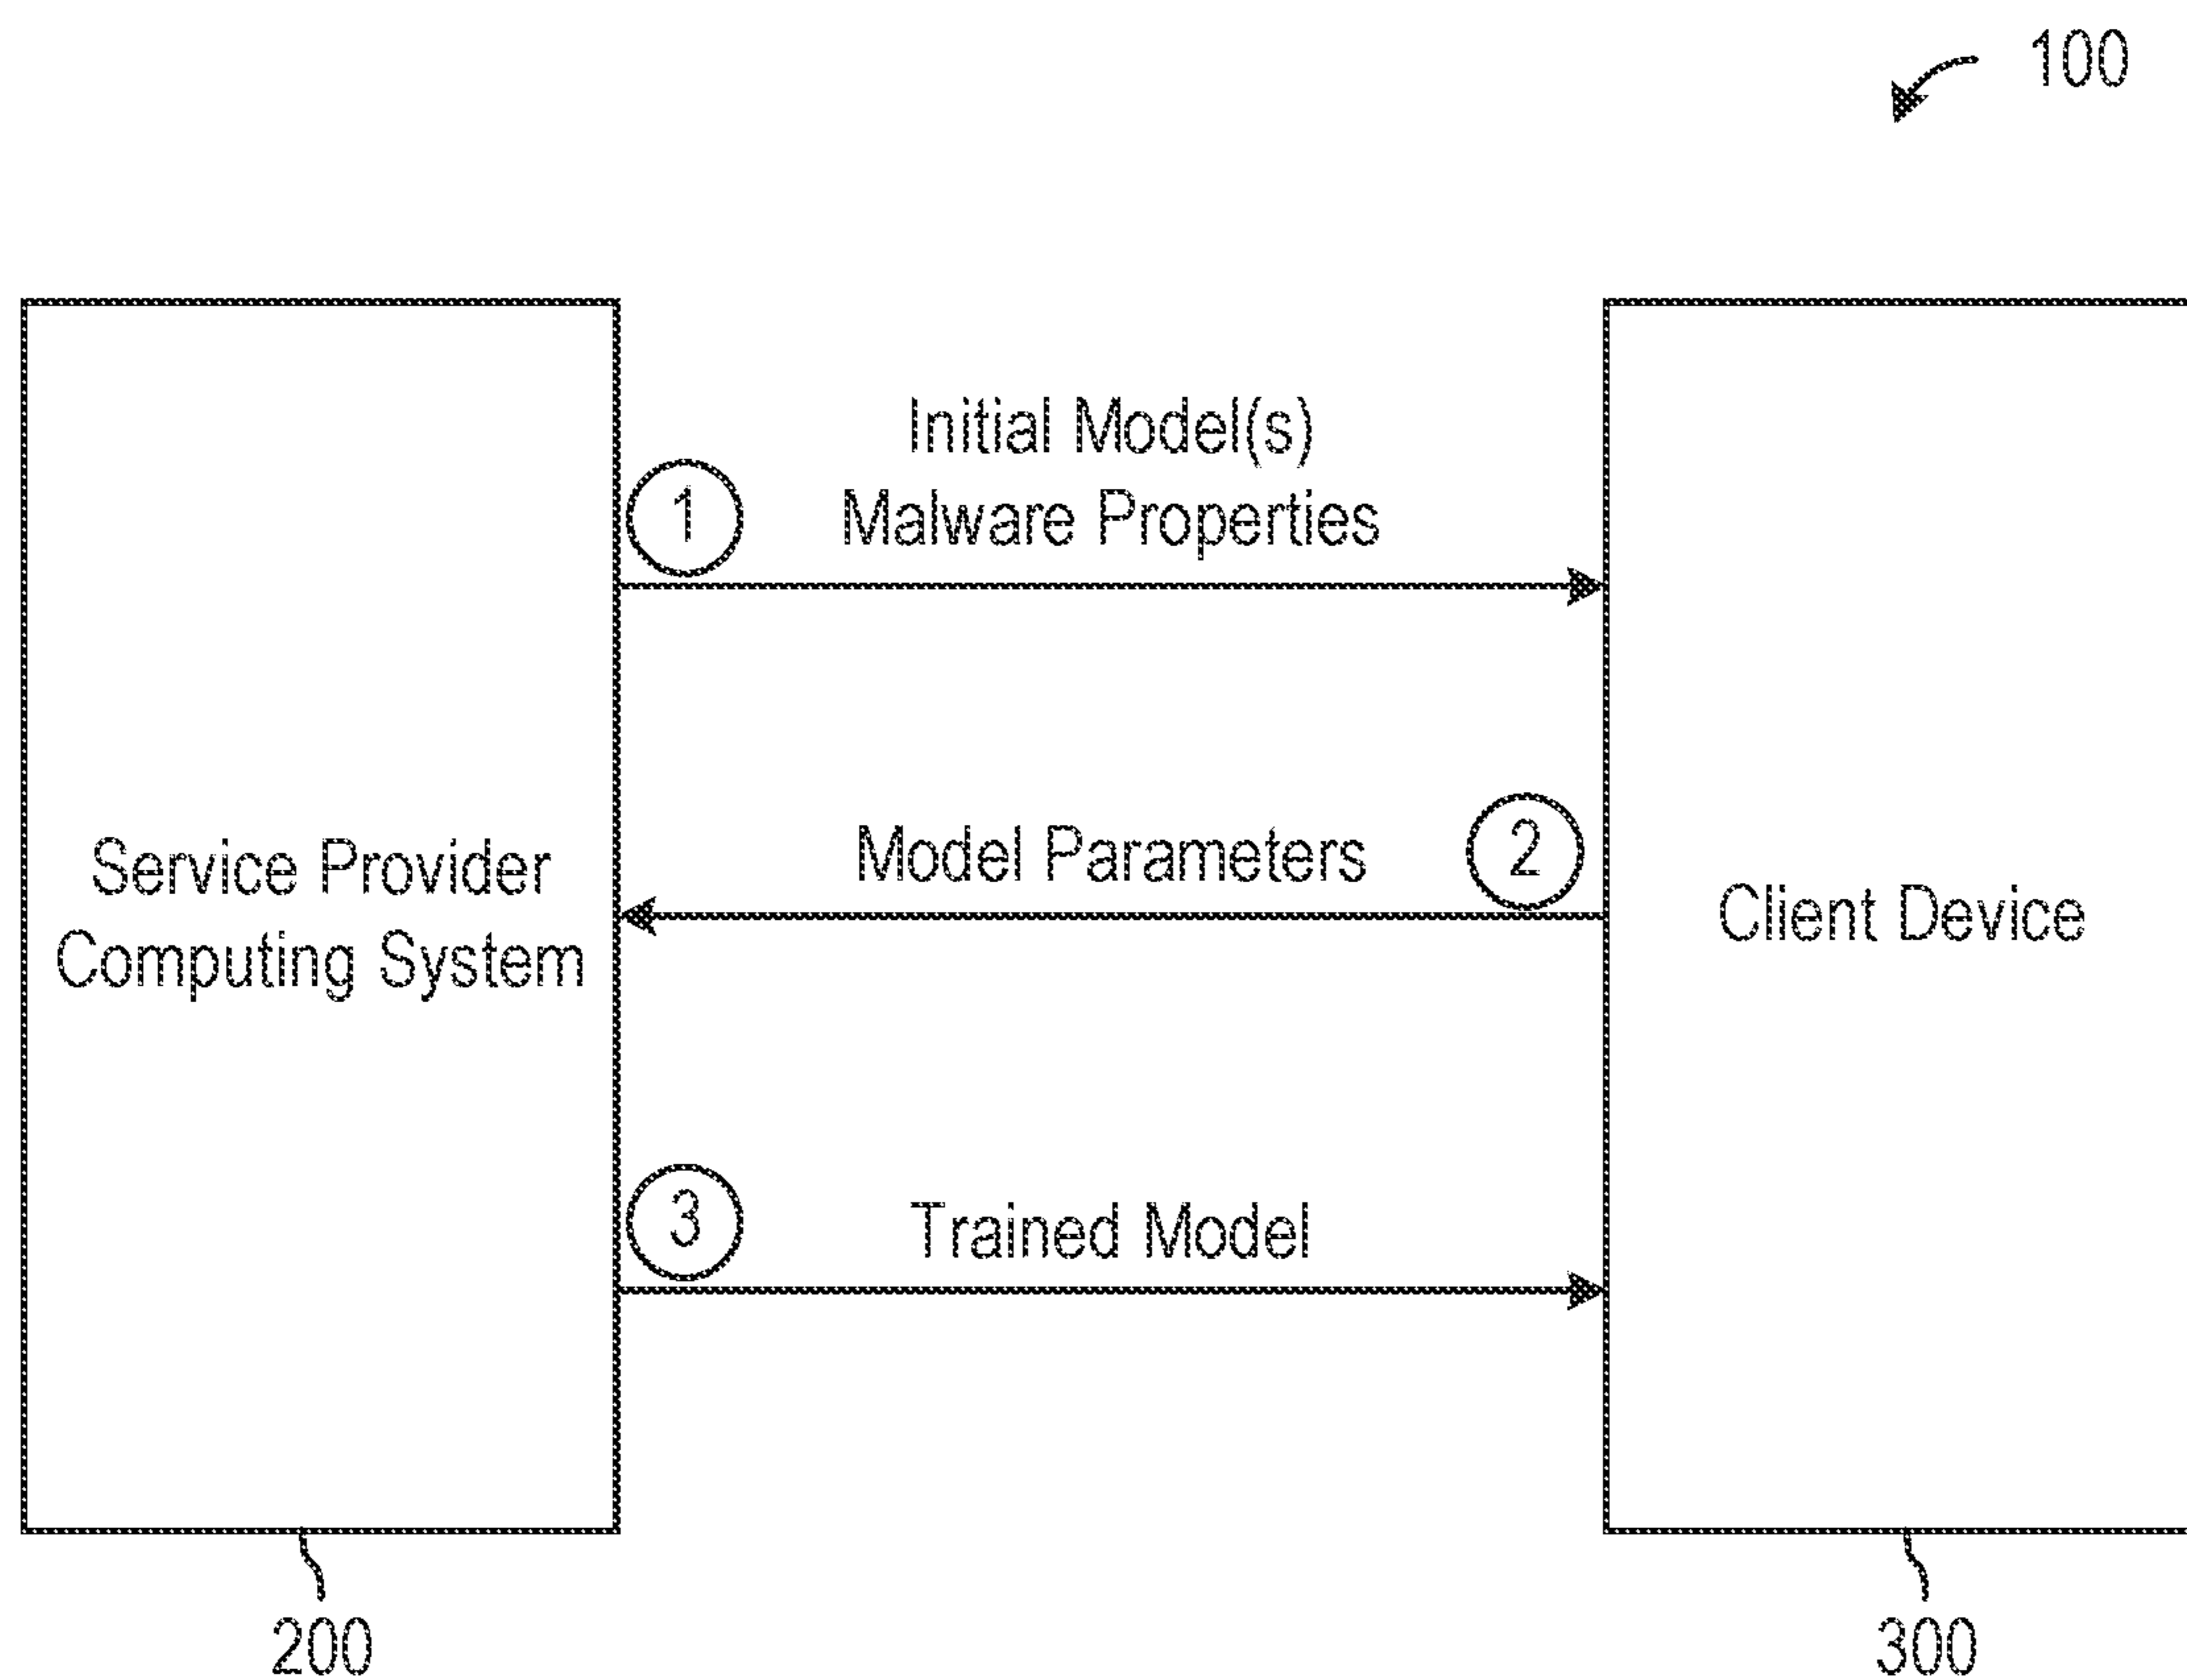 100
Initial Model(s)
1
Malware Properties
Model Parameters
2
Service Provider
Computing System
Client Device
3
Trained Model
200
300